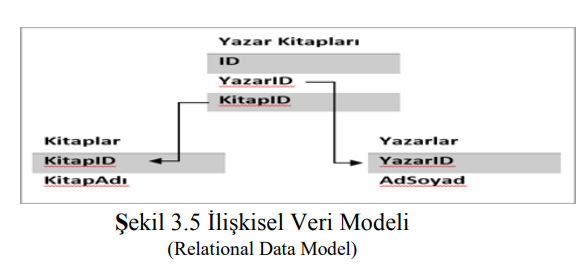 Yazar Kitapları
ID
YazarID
KitapID
Kitaplar
KitapID
KitapAdı
Yazarlar
YazarID
AdSoyad
Şekil 3.5 İlişkisel Veri Modeli
(Relational Data Model)